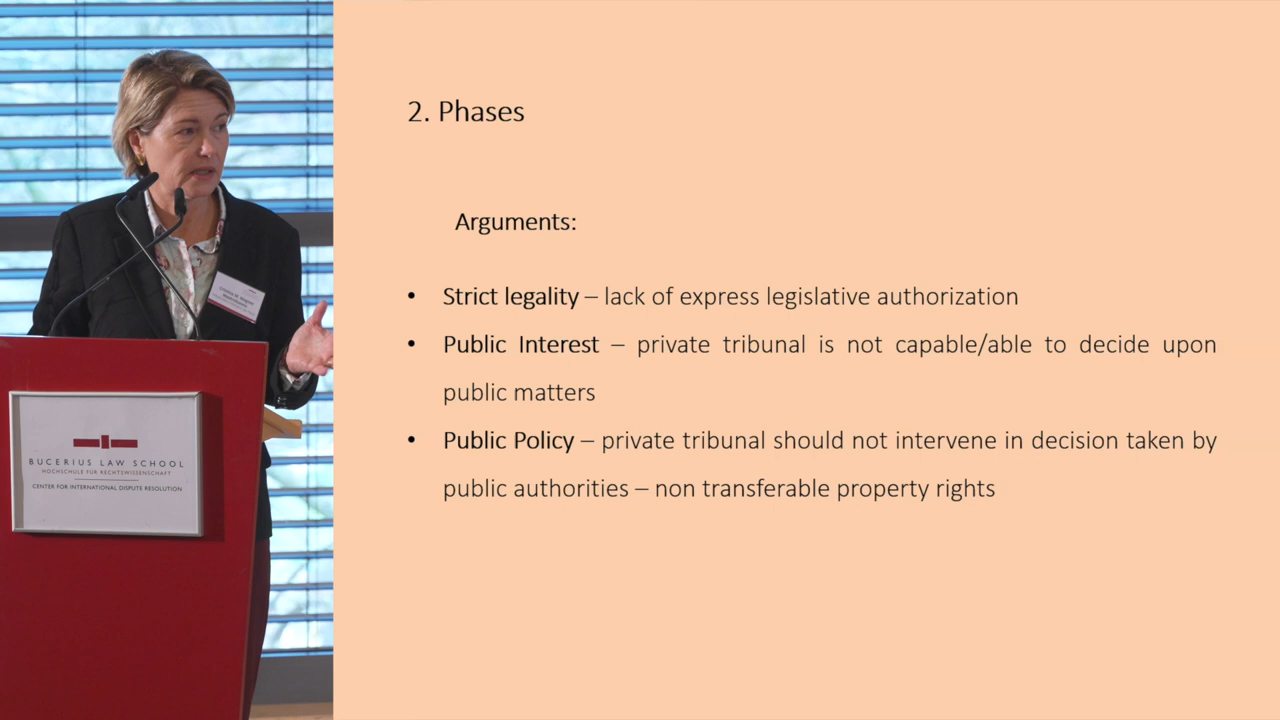 2. Phases
Arguments:
• Strict legality – lack of express legislative authorization
• Public Interest – private tribunal is not capable/able to decide upon
public matters
• Public Policy – private tribunal should not intervene in decision taken by
public authorities – non transferable property rights
BUCERIUS LAW SCHOOL
HOCHSCHULE FÜR RECHTSWISSENSCHAFT
CENTER FOR INTERNATIONAL DISPUTE RESOLUTION